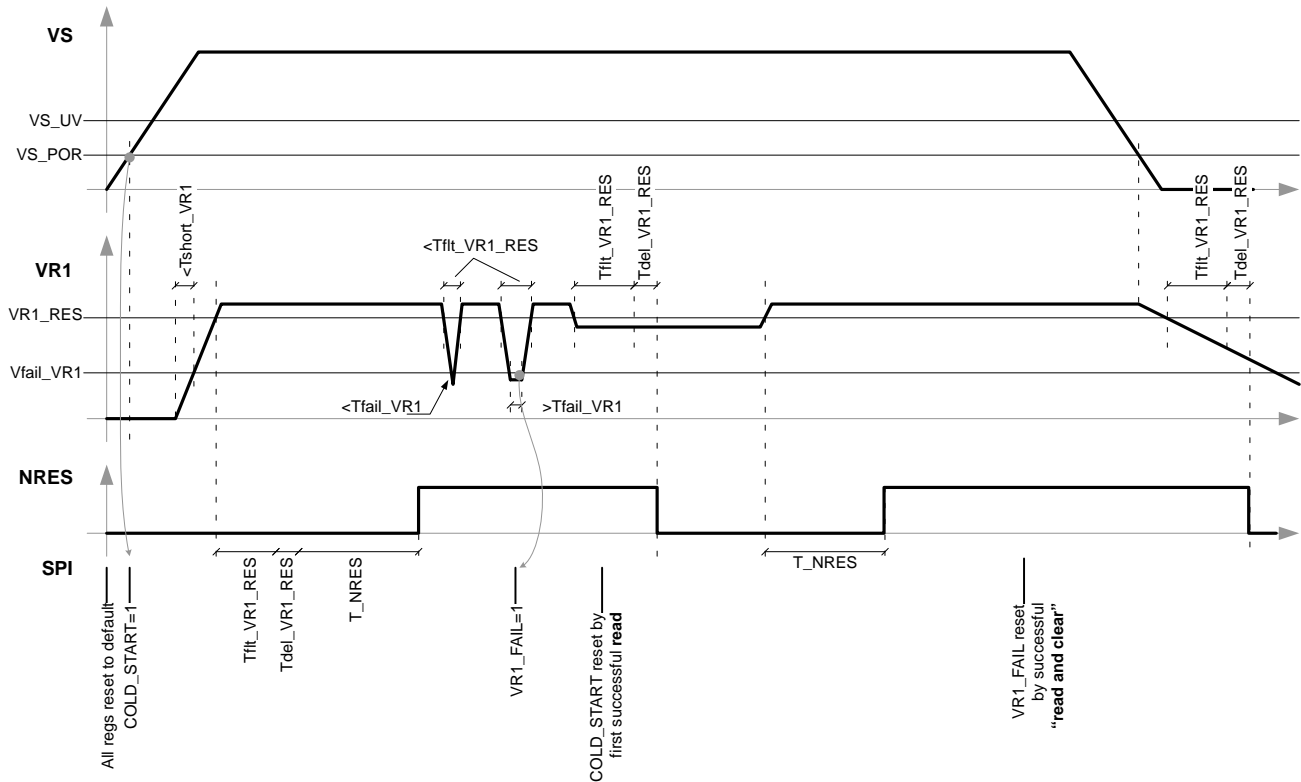 VS
VS_UV
VS_POR
<Tshort_VR1
Tflt_VR1_RES
Tdel_VR1_RES
Tflt_VR1_RES
Tdel_VR1_RES
<Tflt_VR1_RES
VR1
VR1_RES
Vfail_VR1
<Tfail_VR1
>Tfail_VR1
NRES
SPI
T_NRES
All regs reset to default
COLD_START=1
Tflt_VR1_RES
Tdel_VR1_RES
T_NRES
VR1_FAIL=1
COLD_START reset by
first successful read
VR1_FAIL reset
by successful
“read and clear”